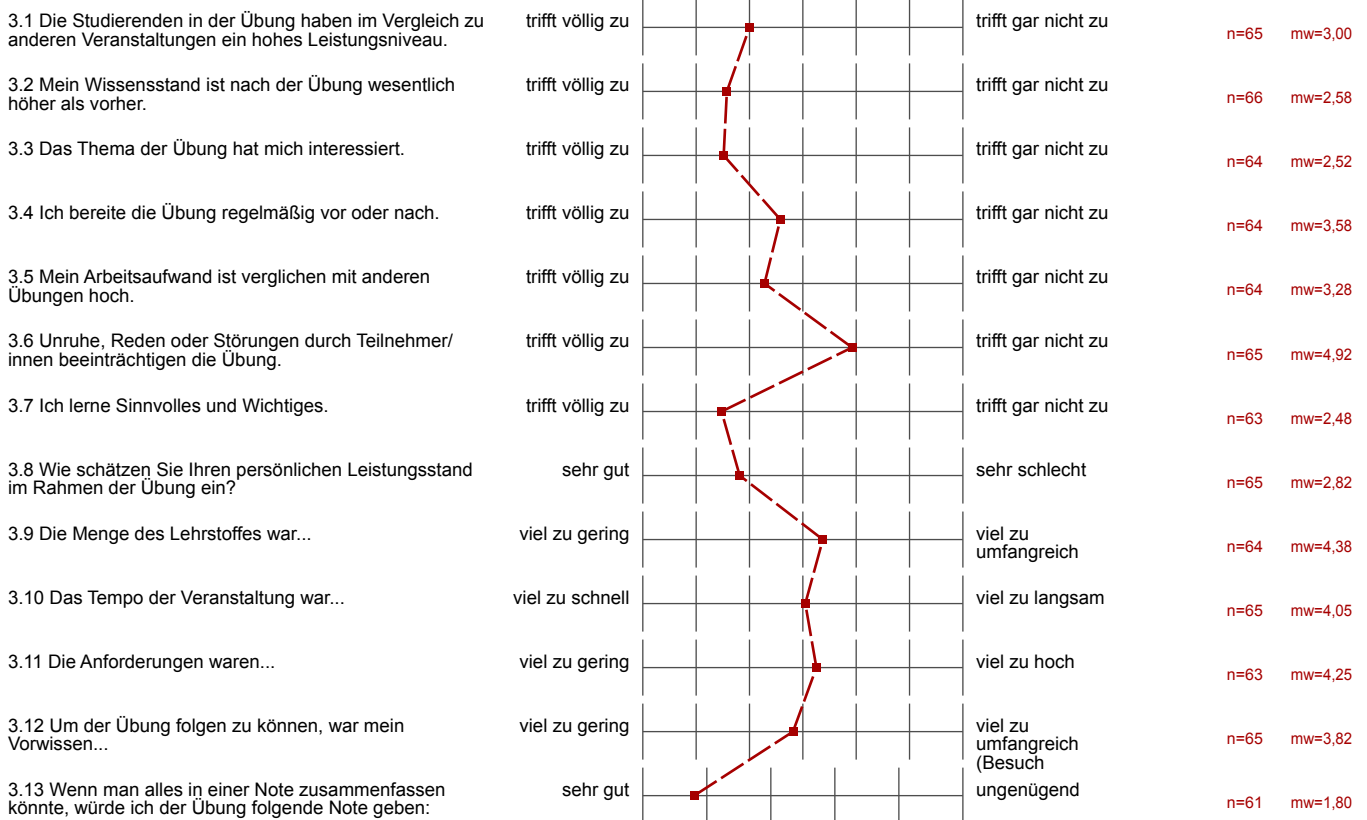 3.1 Die Studierenden in der Übung haben im Vergleich zu
anderen Veranstaltungen ein hohes Leistungsniveau.
trifft völlig zu
trifft gar nicht zu
n=65 mw=3,00
3.2 Mein Wissensstand ist nach der Übung wesentlich
höher als vorher.
trifft völlig zu
trifft gar nicht zu
n=66 mw=2,58
3.3 Das Thema der Übung hat mich interessiert.
trifft völlig zu
trifft gar nicht zu
n=64 mw=2,52
3.4 Ich bereite die Übung regelmäßig vor oder nach.
trifft völlig zu
trifft gar nicht zu
n=64 mw=3,58
3.5 Mein Arbeitsaufwand ist verglichen mit anderen
Übungen hoch.
trifft völlig zu
trifft gar nicht zu
n=64 mw=3,28
3.6 Unruhe, Reden oder Störungen durch Teilnehmer/
innen beeinträchtigen die Übung.
trifft völlig zu
trifft gar nicht zu
n=65 mw=4,92
3.7 Ich lerne Sinnvolles und Wichtiges.
trifft völlig zu
trifft gar nicht zu
n=63 mw=2,48
3.8 Wie schätzen Sie Ihren persönlichen Leistungsstand
im Rahmen der Übung ein?
sehr gut
sehr schlecht
n=65 mw=2,82
3.9 Die Menge des Lehrstoffes war...
viel zu gering
viel zu
umfangreich
n=64 mw=4,38
3.10 Das Tempo der Veranstaltung war...
viel zu schnell
viel zu langsam
n=65 mw=4,05
3.11 Die Anforderungen waren...
viel zu gering
viel zu hoch
n=63 mw=4,25
3.12 Um der Übung folgen zu können, war mein
Vorwissen...
viel zu gering
viel zu
umfangreich
(Besuch
n=65 mw=3,82
3.13 Wenn man alles in einer Note zusammenfassen
könnte, würde ich der Übung folgende Note geben:
sehr gut
ungenügend
n=61 mw=1,80